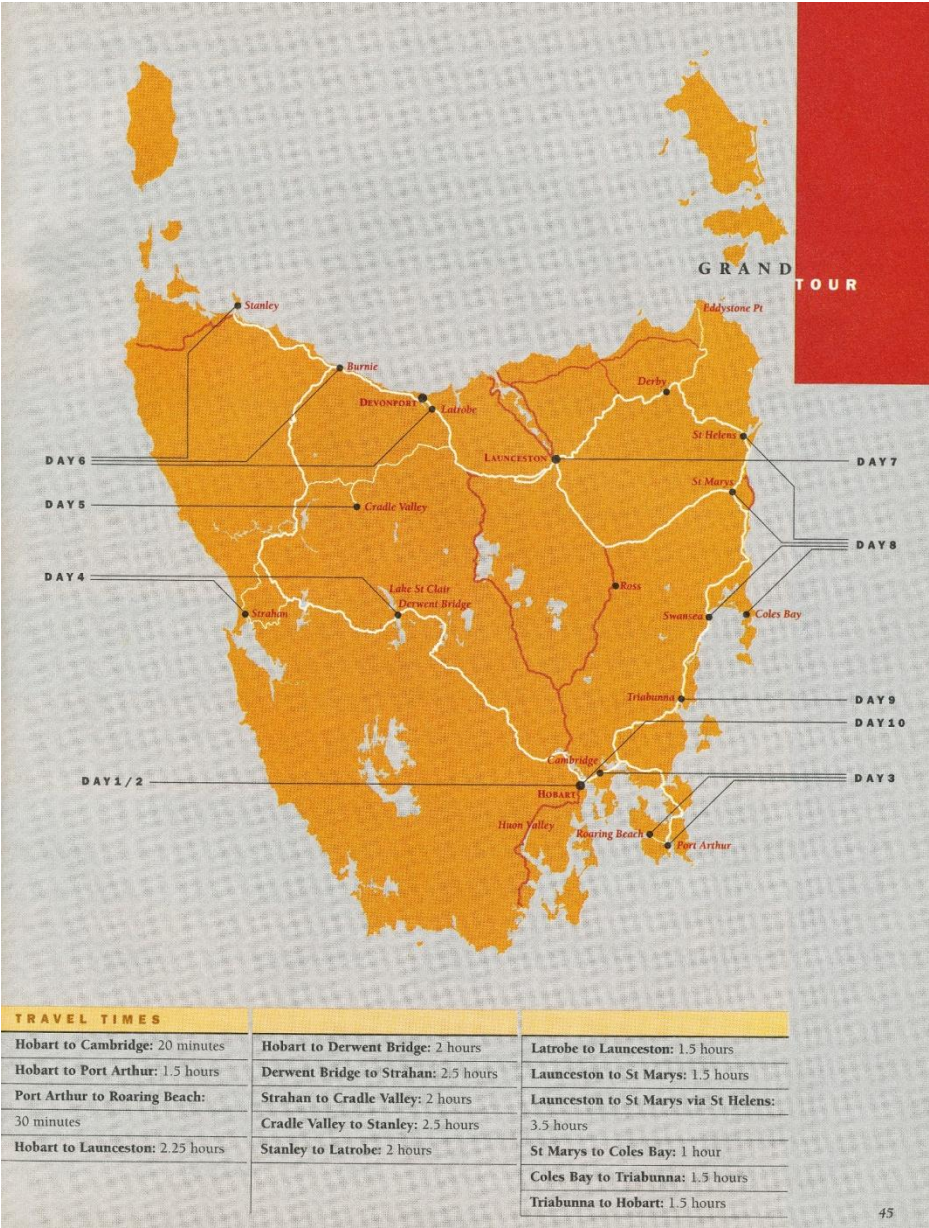 GRAND
TOUR
Stanley
Eddystone Pt
Burnie
Derby
DEVONPORT
Latrobe
St Helens
DAY 6
LAUNCESTON
DAY 7
St Marys
DAY 5
Cradle Valley
DAY 8
DAY 4
Lake St Clair
Derwent Bridge
Ross
Strahan
Swansea
Coles Bay
Triabunna
DAY 9
DAY 10
Cambridge
DAY 1/2
DAY 3
HOBART
Huon Valley
Roaring Beach
Port Arthur
TRAVEL TIMES
Hobart to Cambridge: 20 minutes
Hobart to Port Arthur: 1.5 hours
Port Arthur to Roaring Beach:
30 minutes
Hobart to Launceston: 2.25 hours
Hobart to Derwent Bridge: 2 hours
Derwent Bridge to Strahan: 2.5 hours
Strahan to Cradle Valley: 2 hours
Cradle Valley to Stanley: 2.5 hours
Stanley to Latrobe: 2 hours
Latrobe to Launceston: 1.5 hours
Launceston to St Marys: 1.5 hours
Launceston to St Marys via St Helens:
3.5 hours
St Marys to Coles Bay: 1 hour
Coles Bay to Triabunna: 1.5 hours
Triabunna to Hobart: 1.5 hours
45